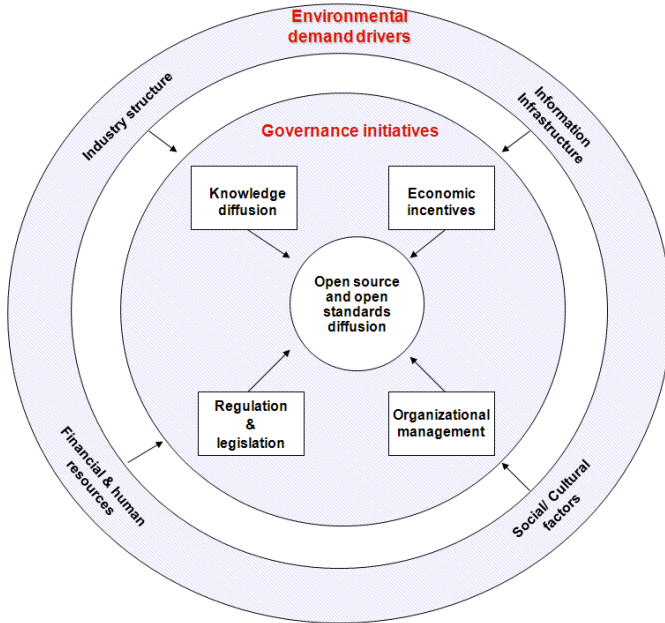 Environmental
demand drivers
Industry structure
Information
Infrastructure
Governance initiatives
Knowledge
diffusion
Economic
incentives
Open source
and open
standards
diffusion
Regulation
&
legislation
Organizational
management
Financial & human
resources
Social/ Cultural
factors